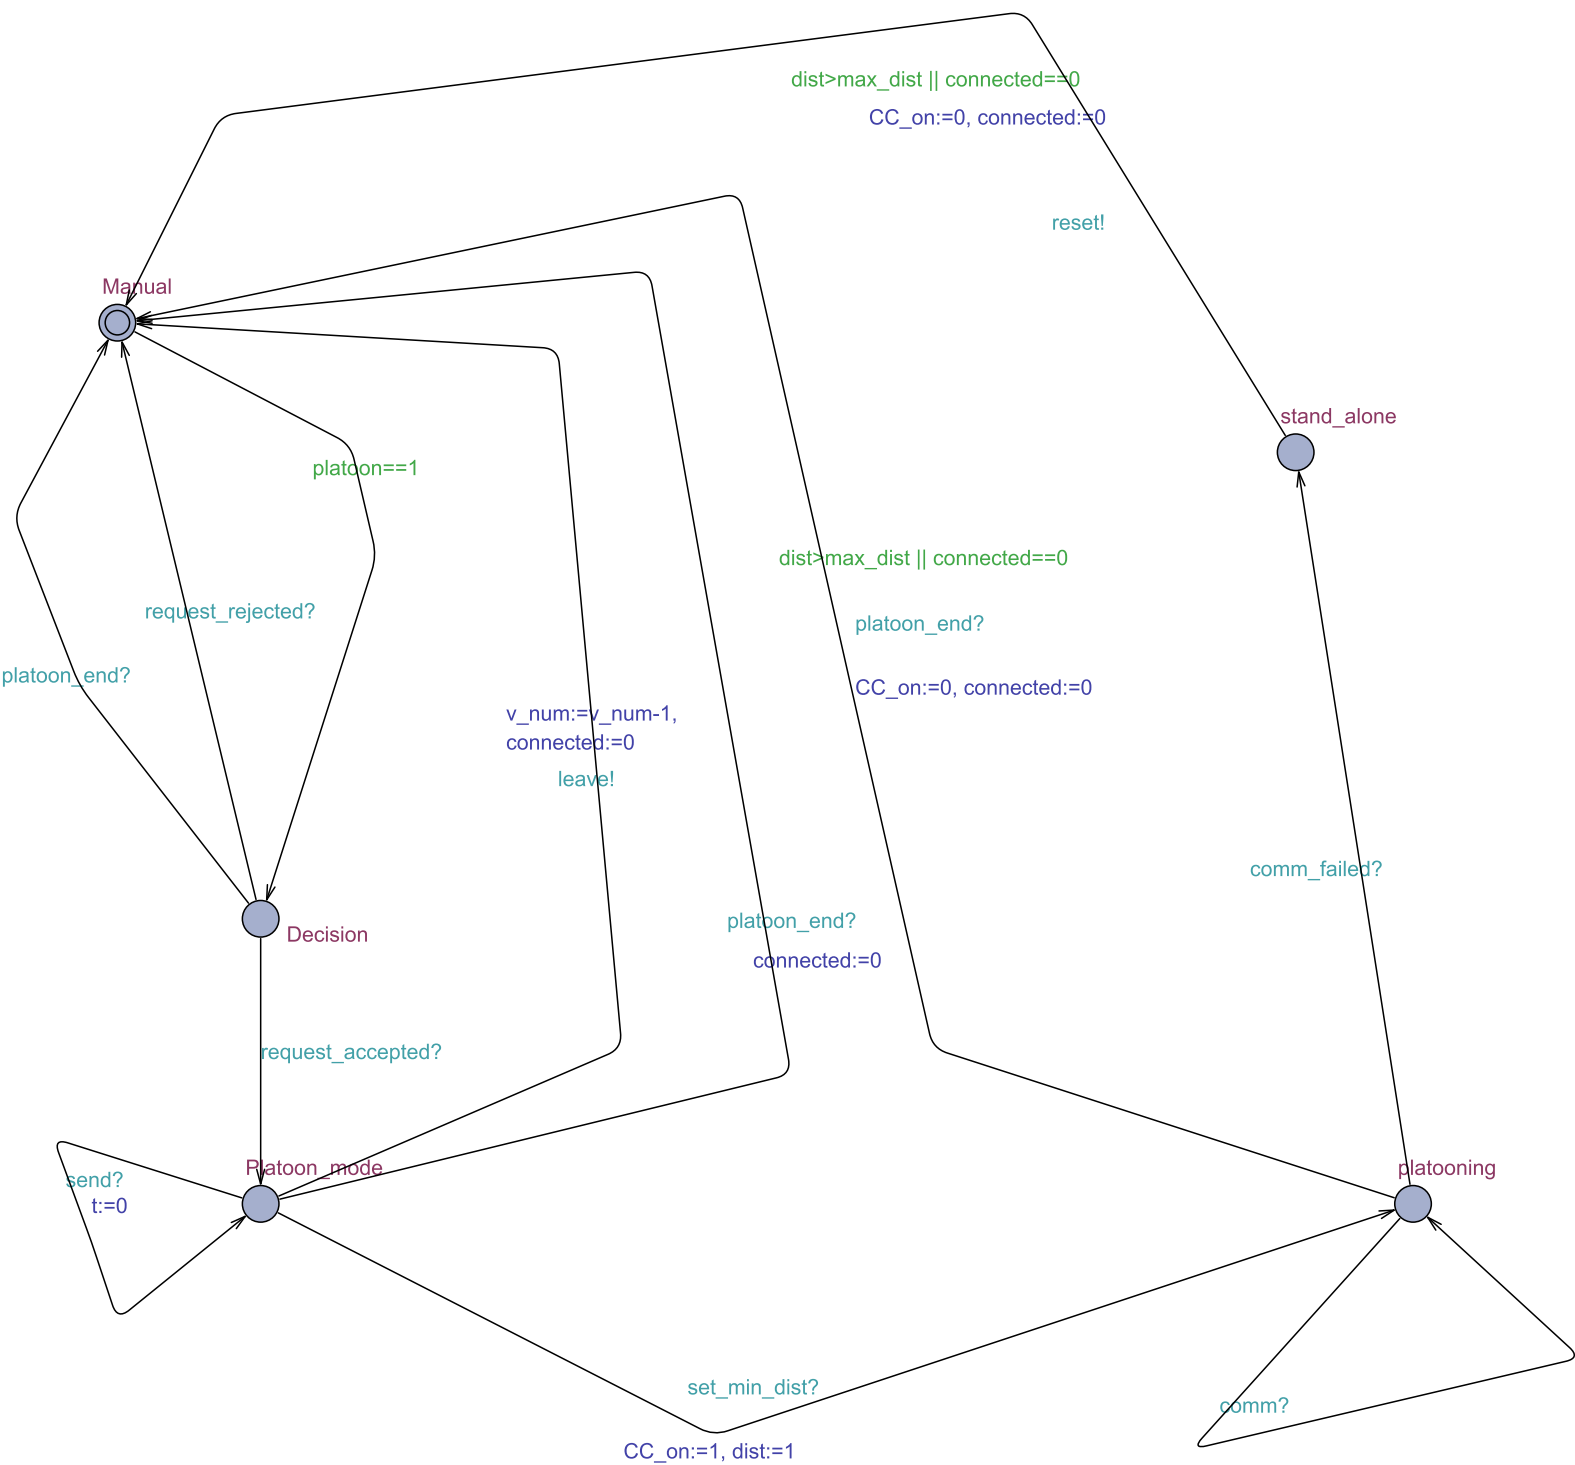 dist>max_dist || connected==0
CC_on:=0, connected:=0
reset!
Manual
stand_alone
platoon==1
dist>max_dist || connected==0
request_rejected?
platoon_end?
platoon_end?
CC_on:=0, connected:=0
v_num:=v_num-1,
connected:=0
leave!
comm_failed?
platoon_end?
Decision
connected:=0
request_accepted?
Platoon_mode
platooning
send?
t:=0
set_min_dist?
comm?
CC_on:=1, dist:=1